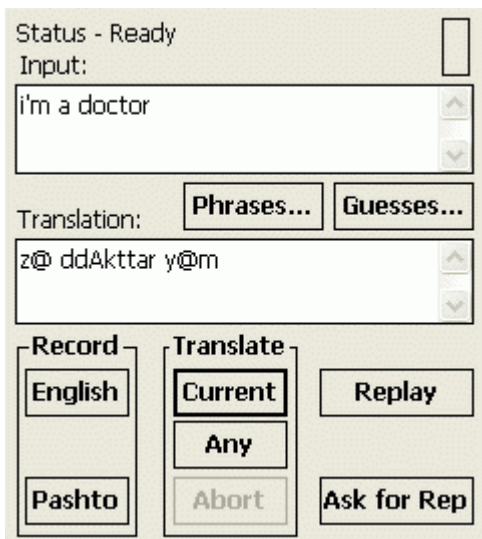 Status - Ready
Input:
i'm a doctor
Phrases... Guesses...
Translation:
z@ ddAkttar y@m
Record Translate
English Current Replay
Any
Pashto Abort Ask for Rep